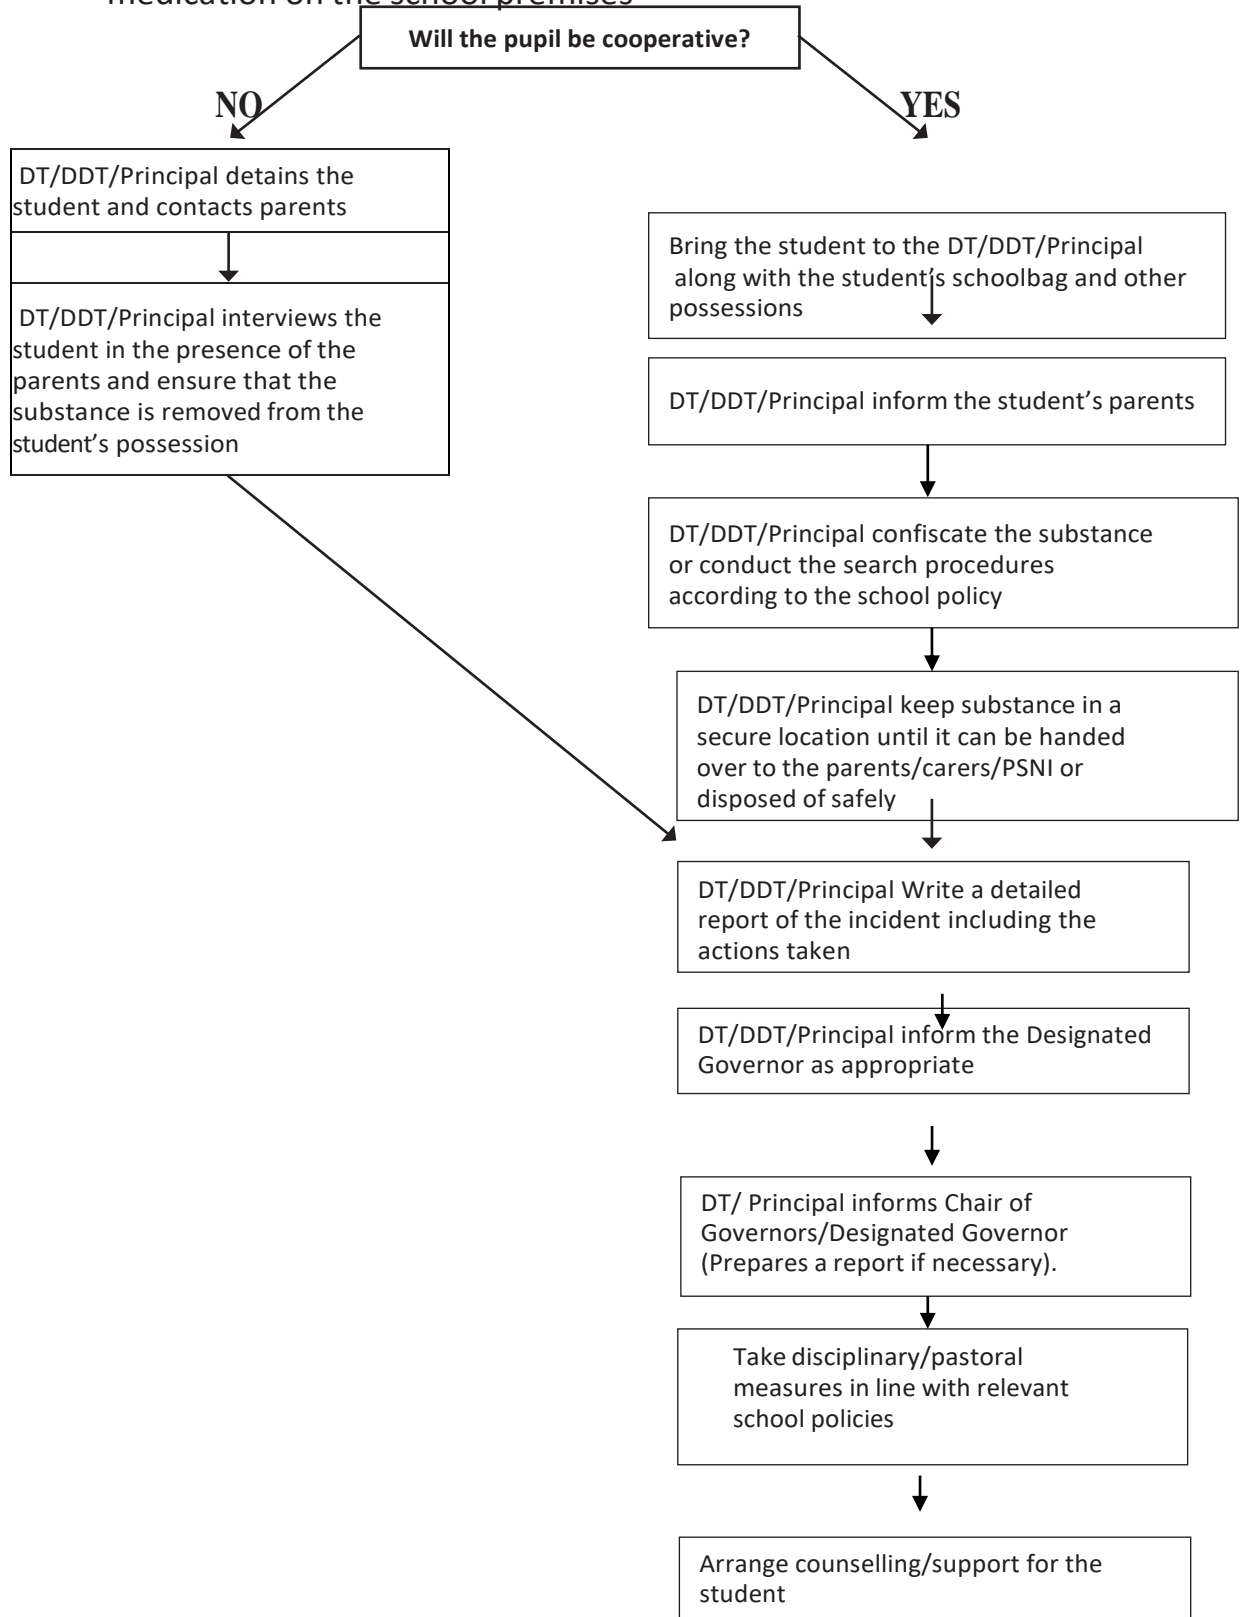 medication on the school premises
Will the pupil be cooperative?
NO
YES
DT/DDT/Principal detains the
student and contacts parents
DT/DDT/Principal interviews the
student in the presence of the
parents and ensure that the
substance is removed from the
student’s possession
Bring the student to the DT/DDT/Principal
along with the student’s schoolbag and other
possessions
DT/DDT/Principal inform the student’s parents
DT/DDT/Principal confiscate the substance
or conduct the search procedures
according to the school policy
DT/DDT/Principal keep substance in a
secure location until it can be handed
over to the parents/carers/PSNI or
disposed of safely
DT/DDT/Principal Write a detailed
report of the incident including the
actions taken
DT/DDT/Principal inform the Designated
Governor as appropriate
DT/ Principal informs Chair of
Governors/Designated Governor
(Prepares a report if necessary).
Take disciplinary/pastoral
measures in line with relevant
school policies
Arrange counselling/support for the
student